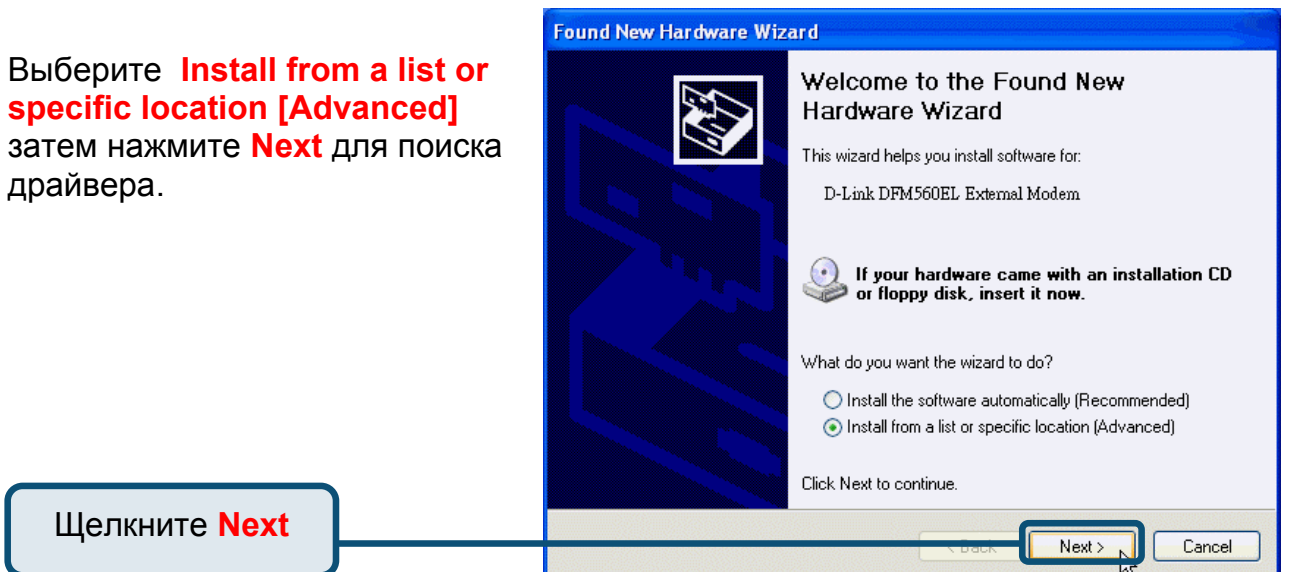 Выберите Install from a list or
specific location [Advanced]
затем нажмите Next для поиска
драйвера.
Щелкните Next
Found New Hardware Wizard
Welcome to the Found New
Hardware Wizard
This wizard helps you install software for:
D-Link DFM560EL External Modem
If your hardware came with an installation CD
or floppy disk, insert it now.
What do you want the wizard to do?
Install the software automatically (Recommended)
Install from a list or specific location (Advanced)
Click Next to continue.
< Back
Next >
Cancel